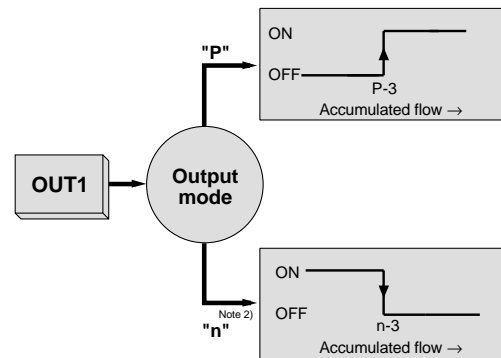 "P"
ON
OFF
P-3
Accumulated flow →
OUT1
Output
mode
Note 2)
"n"
ON
OFF
n-3
Accumulated flow →